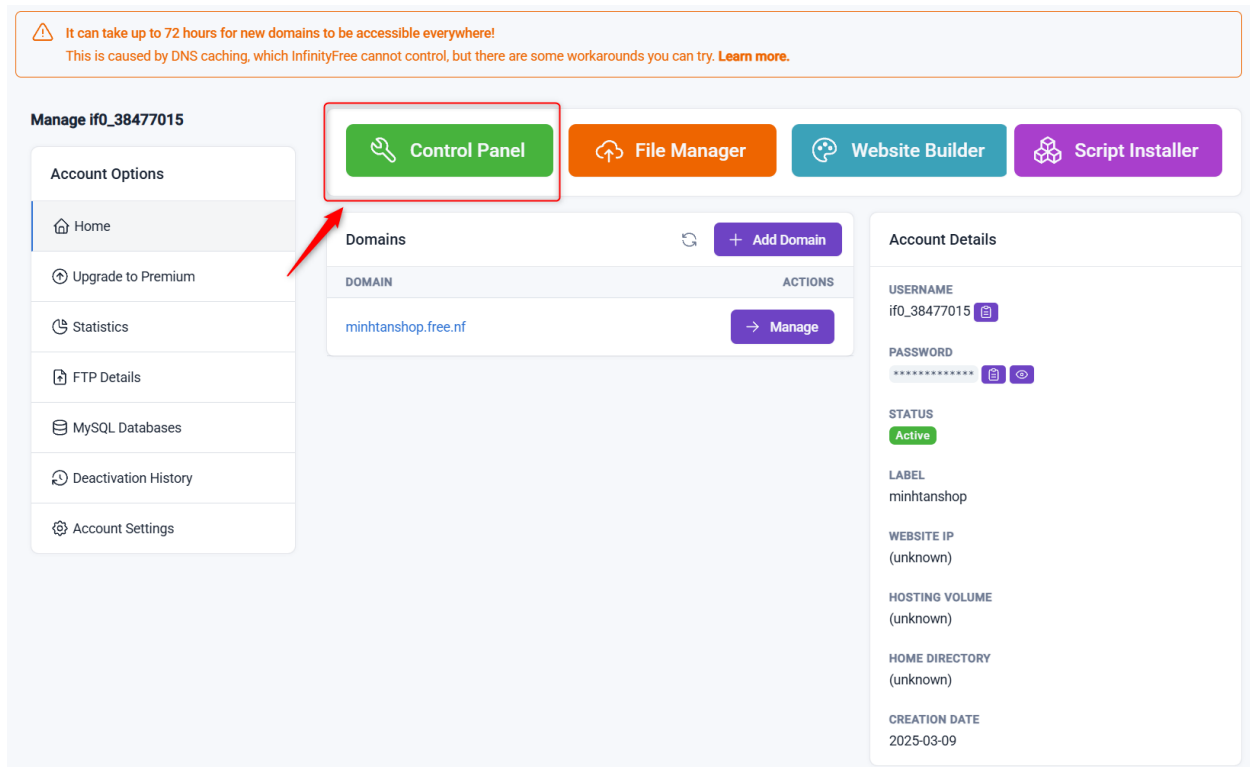 It can take up to 72 hours for new domains to be accessible everywhere!
This is caused by DNS caching, which InfinityFree cannot control, but there are some workarounds you can try. Learn more.
Manage if0_38477015
Account Options
Home
Upgrade to Premium
Statistics
FTP Details
MySQL Databases
Deactivation History
Account Settings
Control Panel
File Manager
Website Builder
Script Installer
Domains
Add Domain
DOMAIN ACTIONS
minhtanshop.free.nf
Manage
Account Details
USERNAME
if0_38477015
PASSWORD
*************
STATUS
Active
LABEL
minhtanshop
WEBSITE IP
(unknown)
HOSTING VOLUME
(unknown)
HOME DIRECTORY
(unknown)
CREATION DATE
2025-03-09